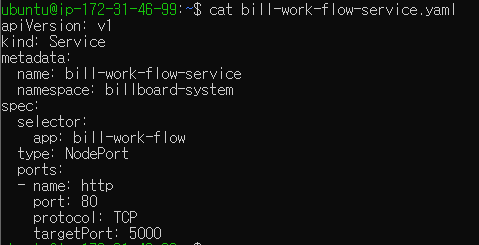 ubuntu@ip-172-31-46-99:~$ cat bill-work-flow-service.yaml
apiVersion: v1
kind: Service
metadata:
  name: bill-work-flow-service
  namespace: billboard-system
spec:
  selector:
    app: bill-work-flow
  type: NodePort
  ports:
  - name: http
    port: 80
    protocol: TCP
    targetPort: 5000